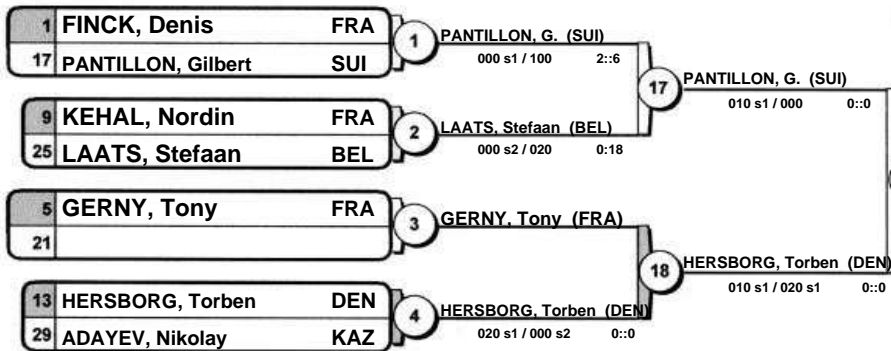 1 FINCK, Denis FRA
17 PANTILLON, Gilbert SUI
1
PANTILLON, G. (SUI)
000 s1 / 100 2::6
9 KEHAL, Nordin FRA
25 LAATS, Stefaan BEL
2
LAATS, Stefaan (BEL)
000 s2 / 020 0:18
17
PANTILLON, G. (SUI)
010 s1 / 000 0::0
5 GERNY, Tony FRA
21
3
GERNY, Tony (FRA)
13 HERSBORG, Torben DEN
29 ADAYEV, Nikolay KAZ
4
HERSBORG, Torben (DEN)
020 s1 / 000 s2 0::0
18
HERSBORG, Torben (DEN)
010 s1 / 020 s1 0::0